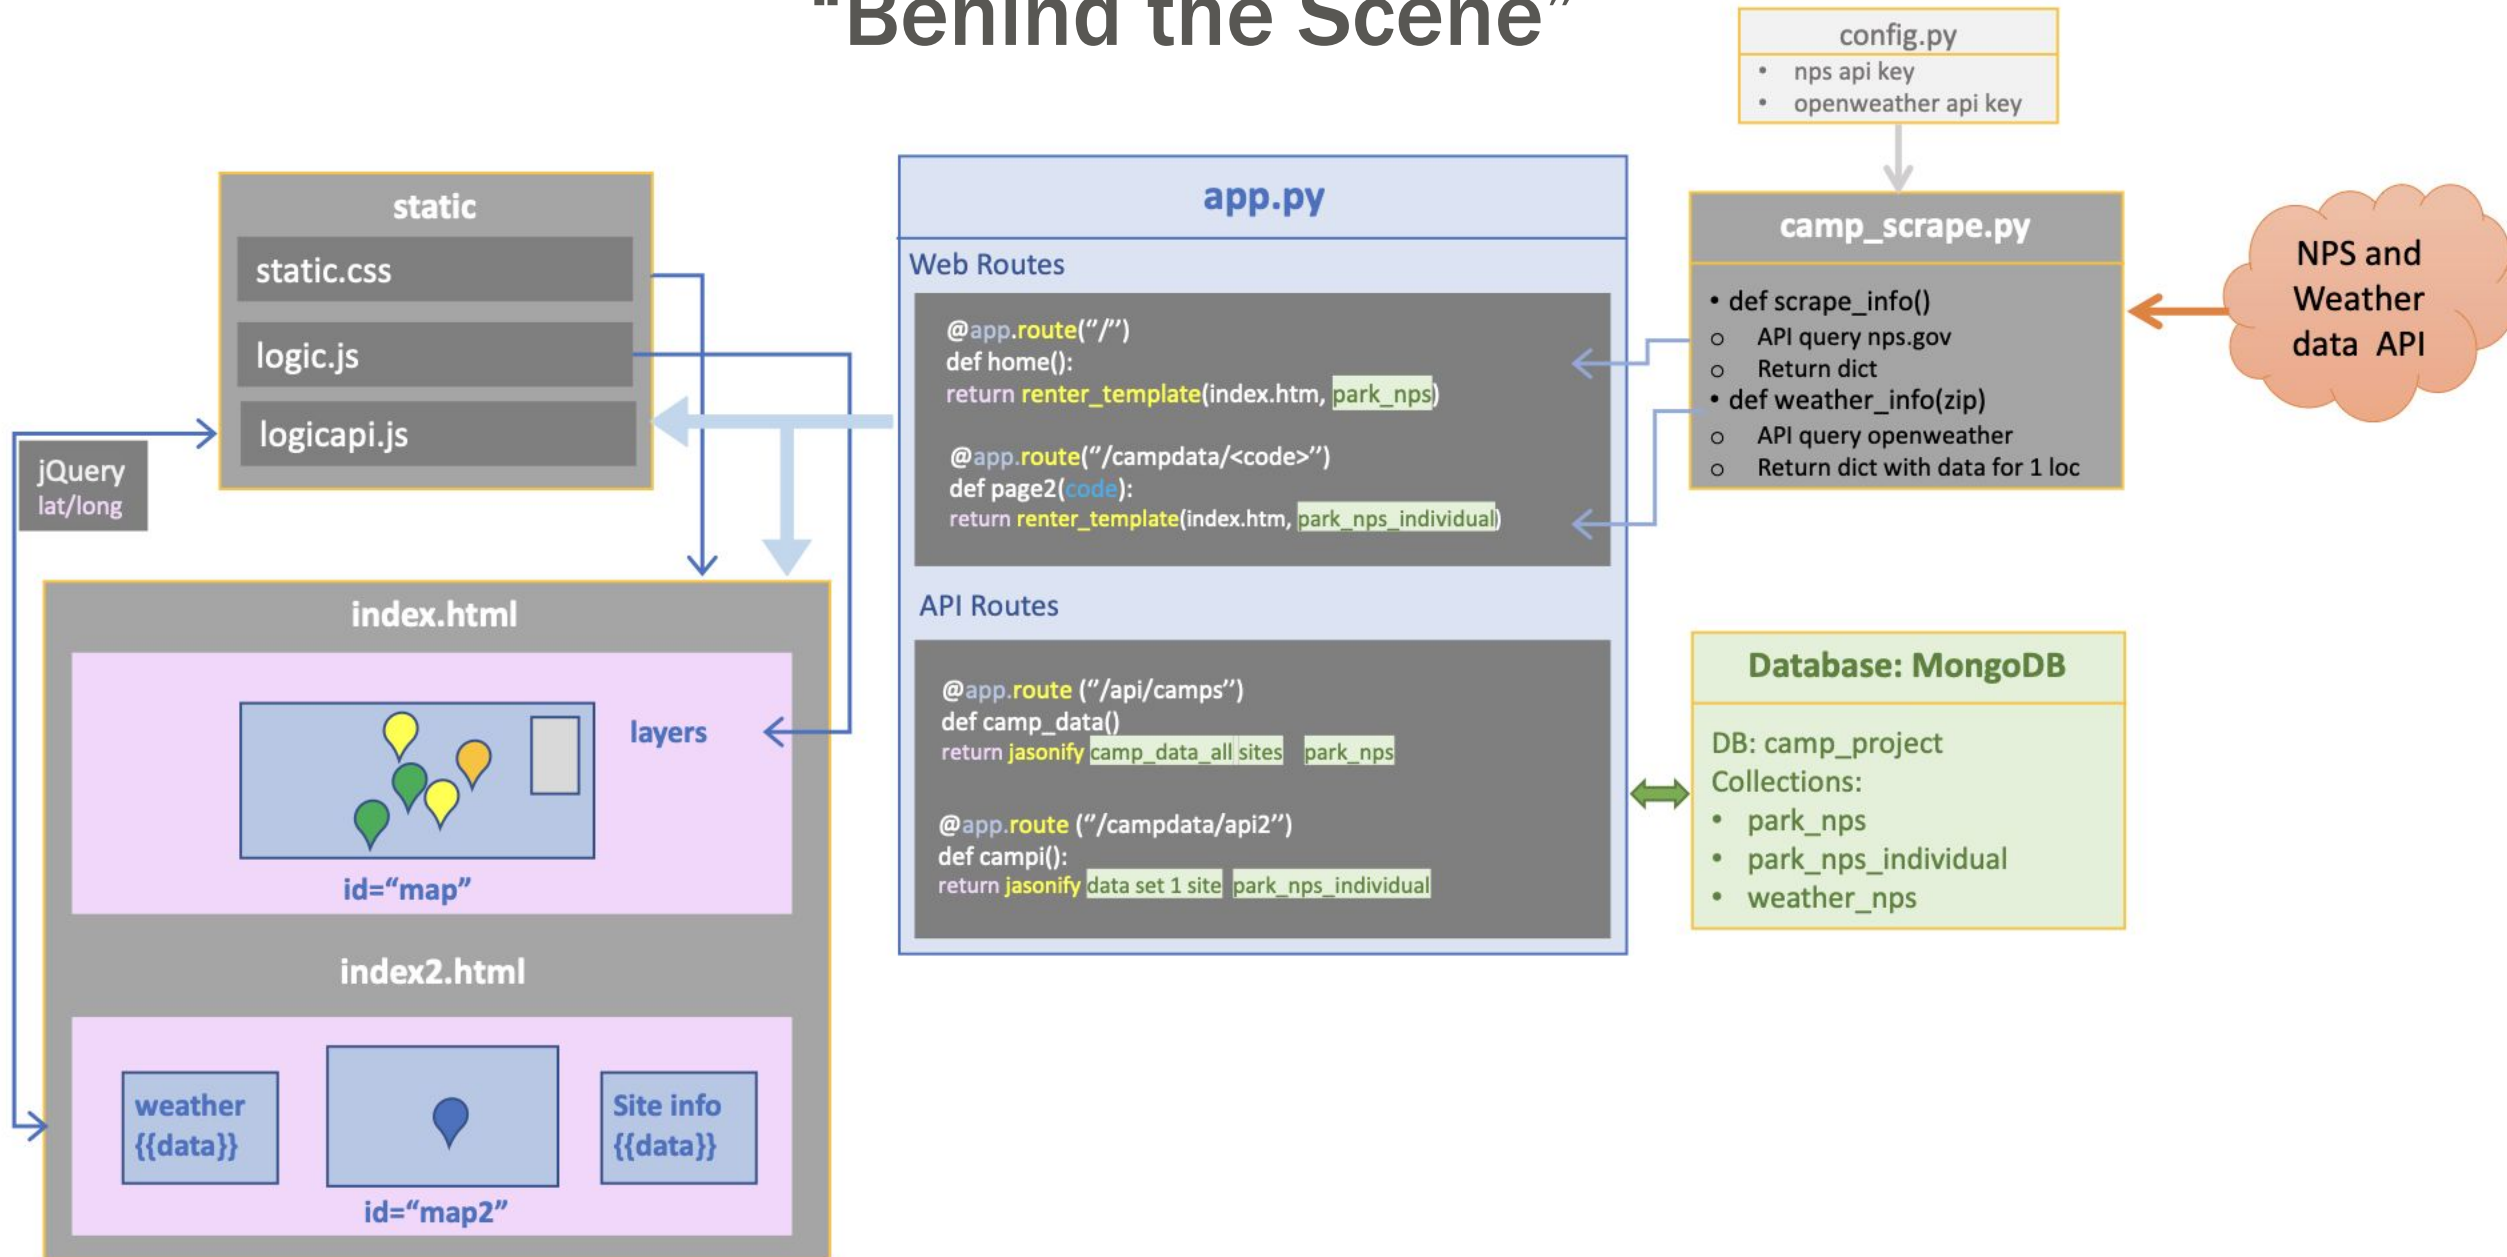 "Behind the Scene"
config.py
• nps api key
• openweather api key
static
static.css
logic.js
logicapi.js
jQuery
lat/long
app.py
Web Routes
@app.route("/")
def home():
return renter_template(index.htm, park_nps)
@app.route("/campdata/<code>")
def page2(code):
return renter_template(index.htm, park_nps_individual)
API Routes
@app.route ("/api/camps")
def camp_data()
return jasonify camp_data_all sites park_nps
@app.route ("/campdata/api2")
def campi():
return jasonify data set 1 site park_nps_individual
camp_scrape.py
• def scrape_info()
o API query nps.gov
o Return dict
• def weather_info(zip)
o API query openweather
o Return dict with data for 1 loc
NPS and
Weather
data API
Database: MongoDB
DB: camp_project
Collections:
• park_nps
• park_nps_individual
• weather_nps
index.html
layers
id="map"
index2.html
weather
{{data}}
Site info
{{data}}
id="map2"